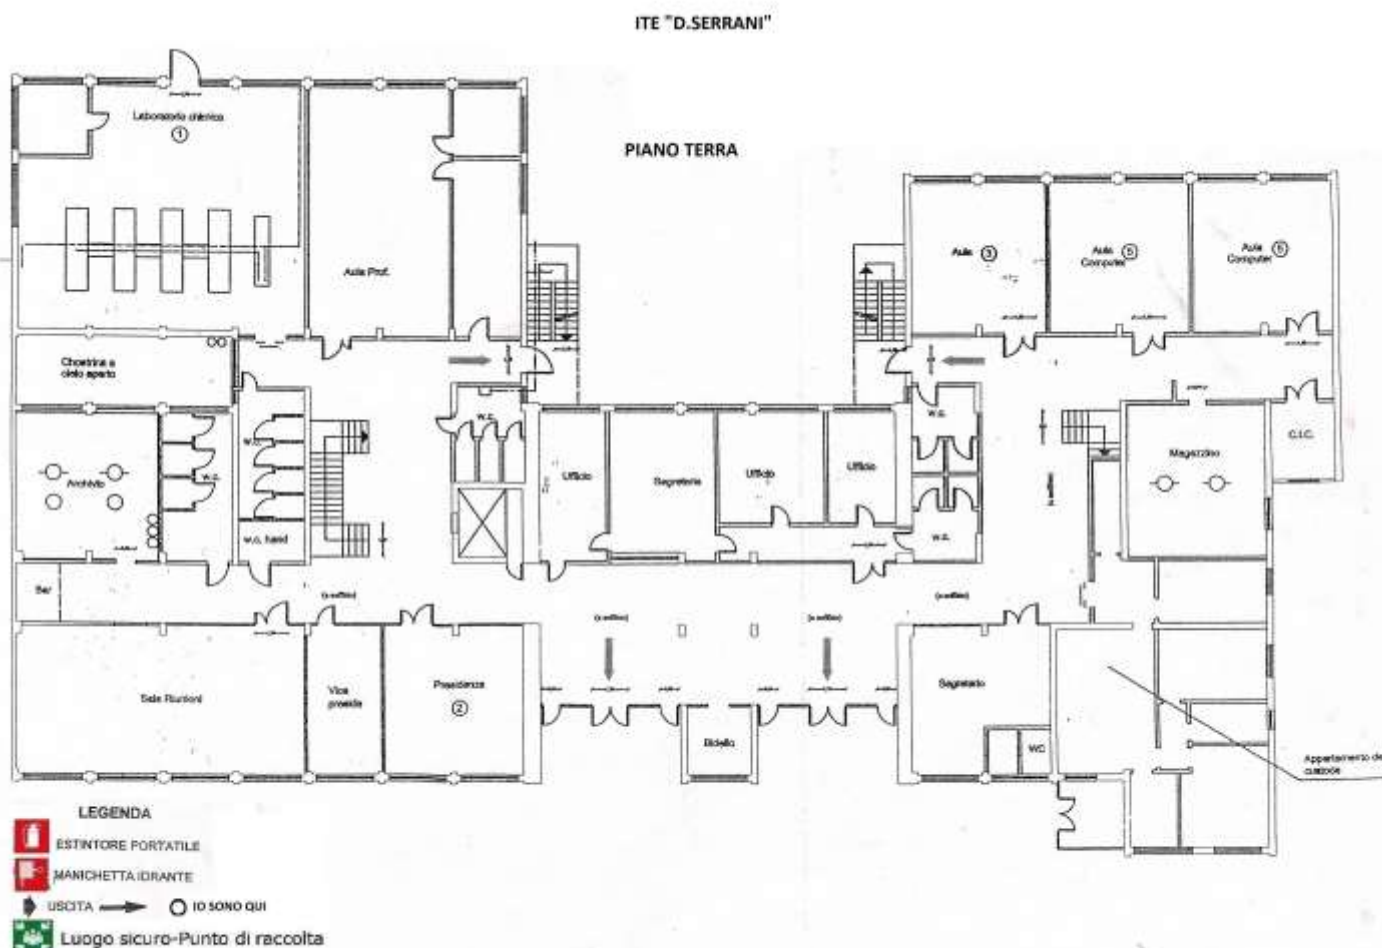 ITE "D.SERRANI"
PIANO TERRA
Laboratorio chimica
1
Aula Prof.
Aula 3
Aula
Computer 5
Aula
Computer 5
Chostrina a
cielo aperto
W.C.
W.C.
W.C.
W.C.
W.C.
W.C. hand
Archivio
Ufficio
Segreteria
Ufficio
Ufficio
Magazzino
C.I.C.
Bar
Sala Riunioni
Vice
preside
Presidenza
2
Bidello
Segretario
WC
Appartamento de
custode
LEGENDA
ESTINTORE PORTATILE
MANICHETTA IDRANTE
USCITA
IO SONO QUI
Luogo sicuro-Punto di raccolta